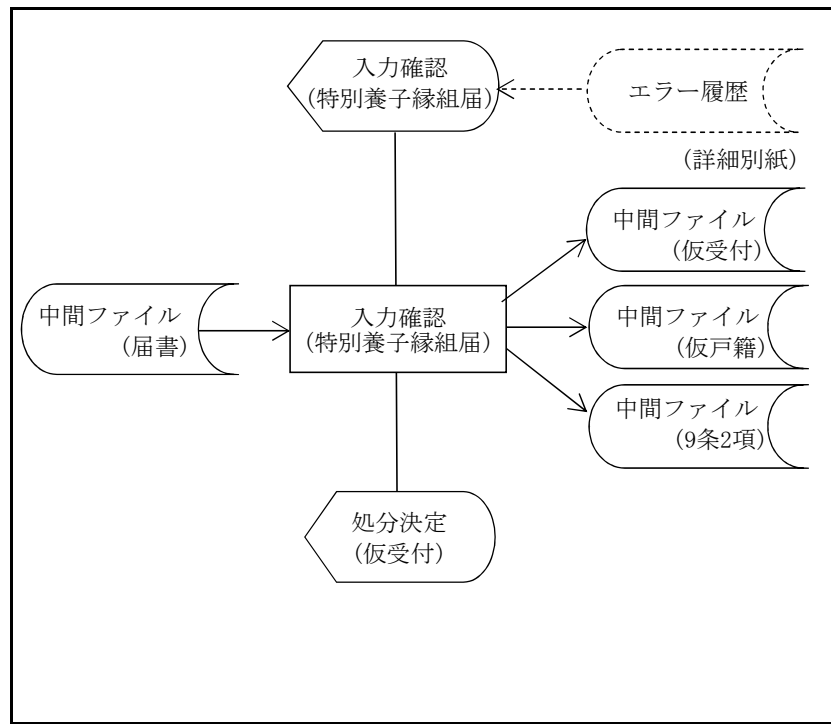 入力確認
(特別養子縁組届)
エラー履歴
(詳細別紙)
中間ファイル
(仮受付)
中間ファイル
(届書)
入力確認
(特別養子縁組届)
中間ファイル
(仮戸籍)
中間ファイル
(9条2項)
処分決定
(仮受付)